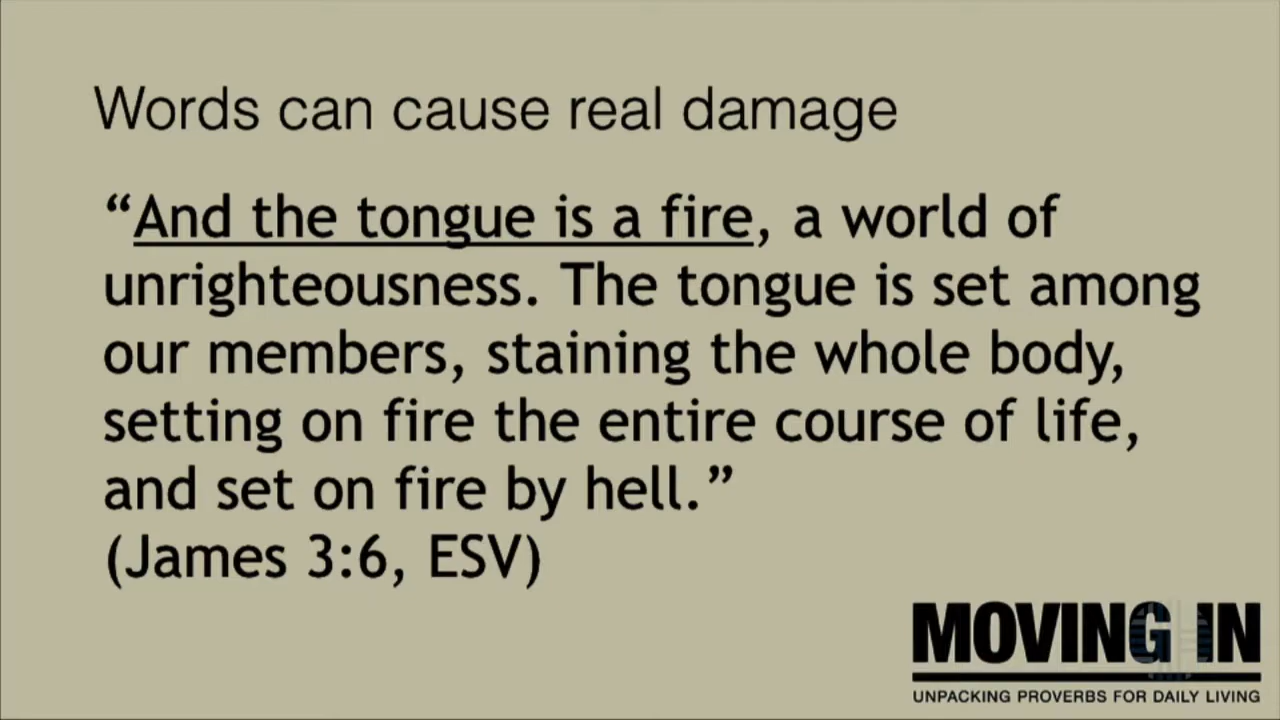 Words can cause real damage
“And the tongue is a fire, a world of
unrighteousness. The tongue is set among
our members, staining the whole body,
setting on fire the entire course of life,
and set on fire by hell.”
(James 3:6, ESV)
MOVING IN
UNPACKING PROVERBS FOR DAILY LIVING